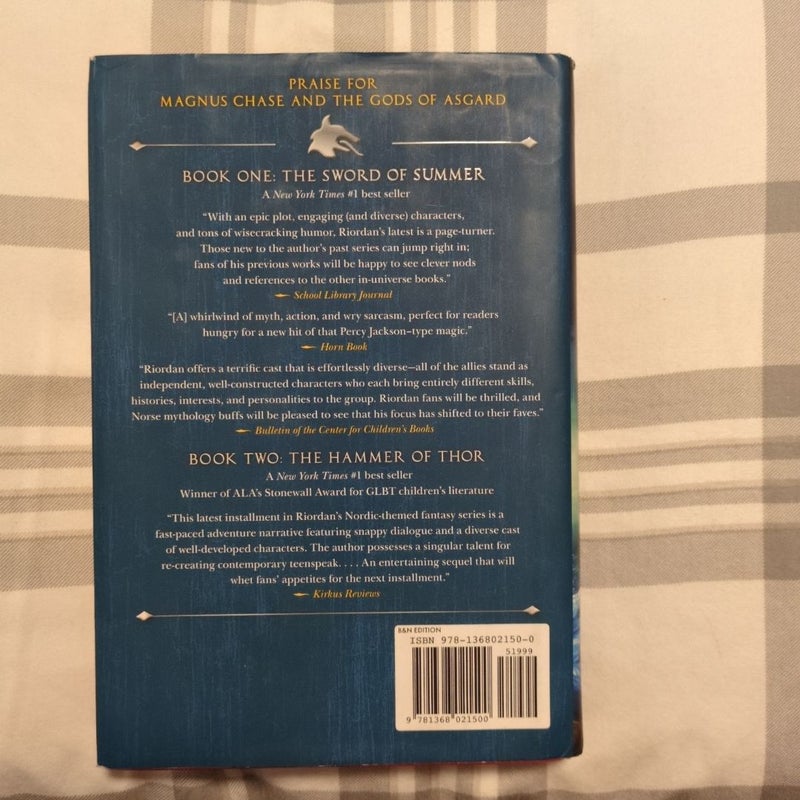 PRAISE FOR
MAGNUS CHASE AND THE GODS OF ASGARD
BOOK ONE: THE SWORD OF SUMMER
A New York Times #1 best seller
“With an epic plot, engaging (and diverse) characters,
and tons of wisecracking humor, Riordan’s latest is a page-turner.
Those new to the author’s past series can jump right in;
fans of his previous works will be happy to see clever nods
and references to the other in-universe books.”
School Library Journal
“[A] whirlwind of myth, action, and wry sarcasm, perfect for readers
hungry for a new hit of that Percy Jackson–type magic.”
Horn Book
“Riordan offers a terrific cast that is effortlessly diverse—all of the allies stand as
independent, well-constructed characters who each bring entirely different skills,
histories, interests, and personalities to the group. Riordan fans will be thrilled, and
Norse mythology buffs will be pleased to see that his focus has shifted to their faves.”
Bulletin of the Center for Children’s Books
BOOK TWO: THE HAMMER OF THOR
A New York Times #1 best seller
Winner of ALA’s Stonewall Award for GLBT children’s literature
“This latest installment in Riordan’s Nordic-themed fantasy series is a
fast-paced adventure narrative featuring snappy dialogue and a diverse cast
of well-developed characters. The author possesses a singular talent for
re-creating contemporary teenspeak. . . . An entertaining sequel that will
whet fans’ appetites for the next installment.”
Kirkus Reviews
B&N EDITION
ISBN 978-136802150-0
51999
9 781368 021500